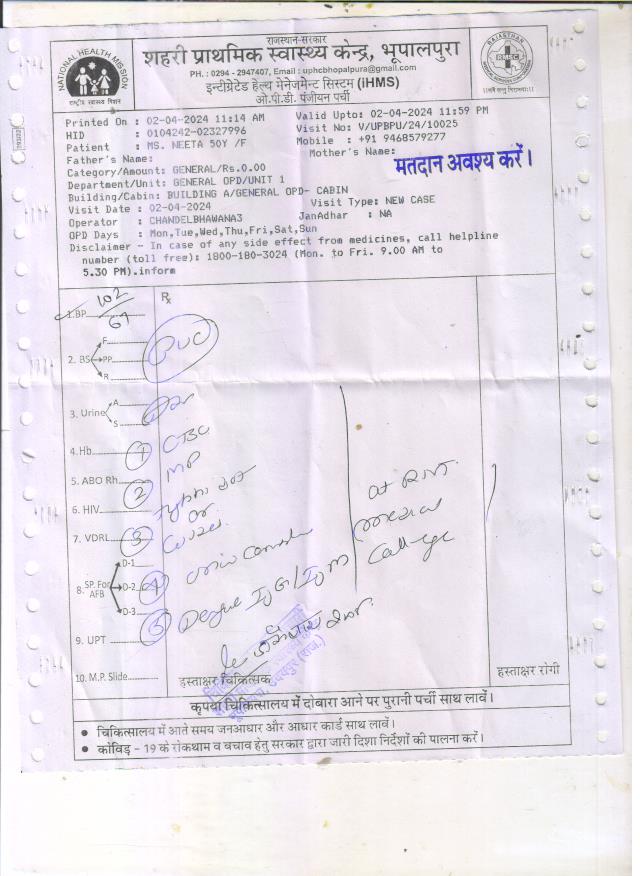 राजस्थान-सरकार
शहरी प्राथमिक स्वास्थ्य केन्द्र, भूपालपुरा
PH. : 0294 - 2947407, Email : uphcbhopalpura@gmail.com
इन्टीग्रेटेड हेल्थ मेनेजमेन्ट सिस्टम (iHMS)
ओ.पी.डी. पंजीयन पर्ची
NATIONAL HEALTH MISSION
राष्ट्रीय स्वास्थ्य मिशन
RAJASTHAN
RMSC
Printed On : 02-04-2024 11:14 AM Valid Upto: 02-04-2024 11:59 PM
HID : 0104242-02327996 Visit No: V/UPBPU/24/10025
Patient : MS. NEETA 50Y /F Mobile : +91 9468579277
Father's Name: Mother's Name:
मतदान अवश्य करें।
Category/Amount: GENERAL/Rs.0.00
Department/Unit: GENERAL OPD/UNIT 1
Building/Cabin: BUILDING A/GENERAL OPD- CABIN
Visit Date : 02-04-2024 Visit Type: NEW CASE
Operator : CHANDELBHAWANA3 JanAdhar : NA
OPD Days : Mon,Tue,Wed,Thu,Fri,Sat,Sun
Disclaimer - In case of any side effect from medicines, call helpline
number (toll free): 1800-180-3024 (Mon. to Fri. 9.00 AM to
5.30 PM).inform
℞
1.BP 102/67
2. BS F PP R
3. Urine A S
4. Hb 1 CBC
5. ABO Rh. 2 MP
6. HIV
7. VDRL 3
8. SP. For AFB D-1 D-2 D-3
4
5 Dengue IgG/IgM
at RNT
Medical
College
9. UPT
10. M.P. Slide
हस्ताक्षर चिकित्सक
हस्ताक्षर रोगी
कृपया चिकित्सालय में दोबारा आने पर पुरानी पर्ची साथ लावें।
● चिकित्सालय में आते समय जनआधार और आधार कार्ड साथ लावें।
● कोविड - 19 के रोकथाम व बचाव हेतु सरकार द्वारा जारी दिशा निर्देशों की पालना करें।